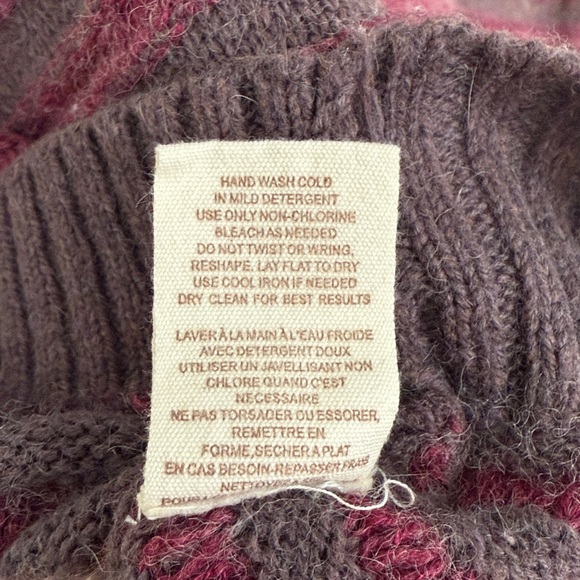 HAND WASH COLD
IN MILD DETERGENT
USE ONLY NON-CHLORINE
BLEACH AS NEEDED
DO NOT TWIST OR WRING,
RESHAPE, LAY FLAT TO DRY
USE COOL IRON IF NEEDED
DRY CLEAN FOR BEST RESULTS
LAVER À LA MAIN À L'EAU FROIDE
AVEC DETERGENT DOUX
UTILISER UN JAVELLISANT NON
CHLORE QUAND C'EST
NECESSAIRE
NE PAS TORSADER OU ESSORER,
REMETTRE EN
FORME, SECHER A PLAT
EN CAS BESOIN-REPASSER FRAIS